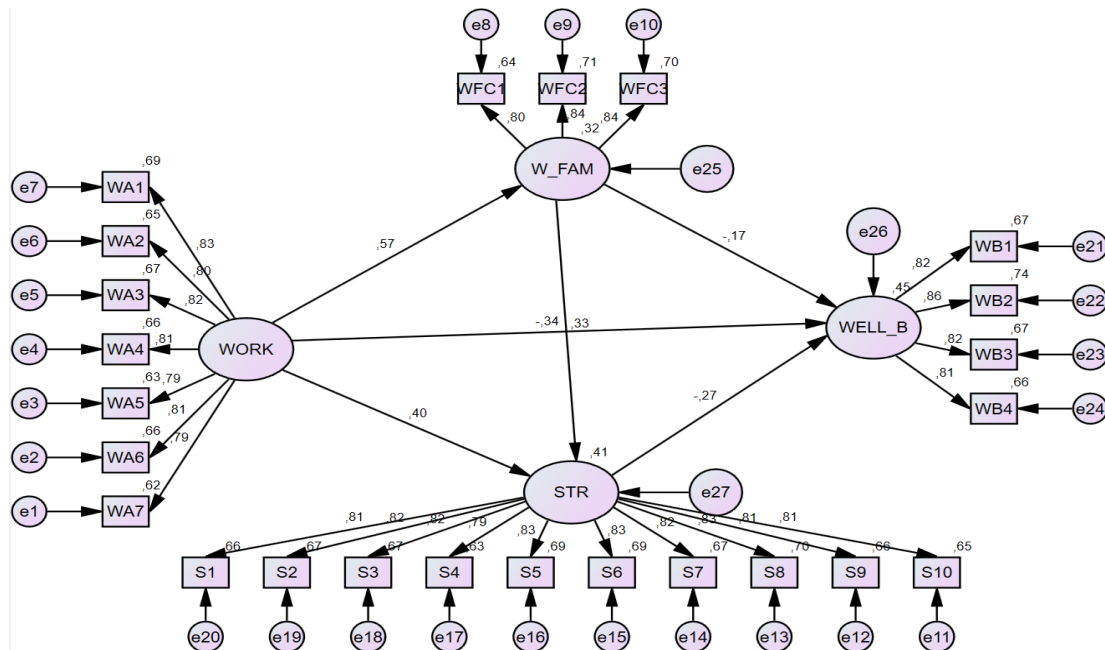 e8 e9 e10
,64 ,71 ,70
WFC1 WFC2 WFC3
,80 ,84 ,84
,32
W_FAM e25
,69
e7 WA1
,65
e6 WA2
,67
e5 WA3
,66
e4 WA4
,63
e3 WA5
,66
e2 WA6
,62
e1 WA7
,83
,80
,82
,81
,79
,81
,79
WORK
,57
-,17
-,34
,33
,40
-,27
e26
,45
WELL_B
,82
,86
,82
,81
,67
WB1 e21
,74
WB2 e22
,67
WB3 e23
,66
WB4 e24
,41
STR e27
,81 ,82 ,82 ,79 ,83 ,83 ,82 ,83 ,81 ,81
,66 ,67 ,67 ,63 ,69 ,69 ,67 ,70 ,66 ,65
S1 S2 S3 S4 S5 S6 S7 S8 S9 S10
e20 e19 e18 e17 e16 e15 e14 e13 e12 e11